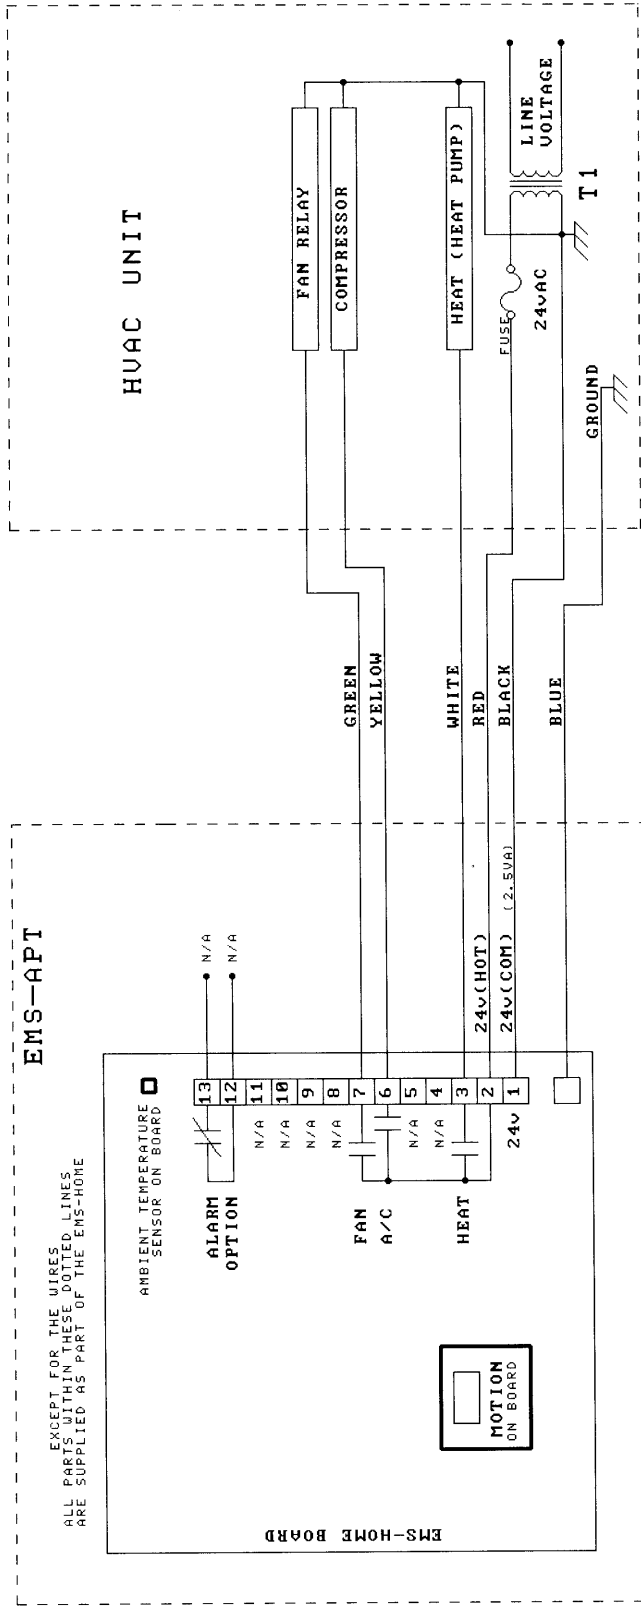 EMS-APT
EXCEPT FOR THE WIRES
ALL PARTS WITHIN THESE DOTTED LINES
ARE SUPPLIED AS PART OF THE EMS-HOME
EMS-HOME BOARD
AMBIENT TEMPERATURE
SENSOR ON BOARD
MOTION
ON BOARD
ALARM
OPTION
13
N/A
12
N/A
N/A
11
N/A
10
N/A
9
N/A
8
FAN
7
A/C
6
N/A
5
N/A
4
HEAT
3
2
24v(HOT)
24v
1
24v(COM)
(2.5VA)
GREEN
YELLOW
WHITE
RED
BLACK
BLUE
HVAC UNIT
FAN RELAY
COMPRESSOR
HEAT (HEAT PUMP)
FUSE
24vAC
LINE
VOLTAGE
T1
GROUND